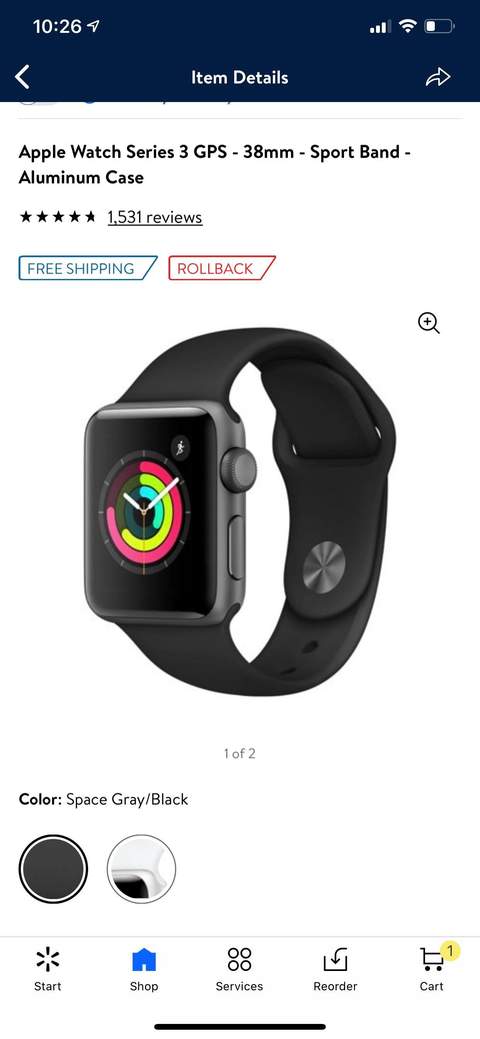 10:26
Item Details
Apple Watch Series 3 GPS - 38mm - Sport Band -
Aluminum Case
1,531 reviews
FREE SHIPPING
ROLLBACK
1 of 2
Color: Space Gray/Black
1
Start
Shop
Services
Reorder
Cart